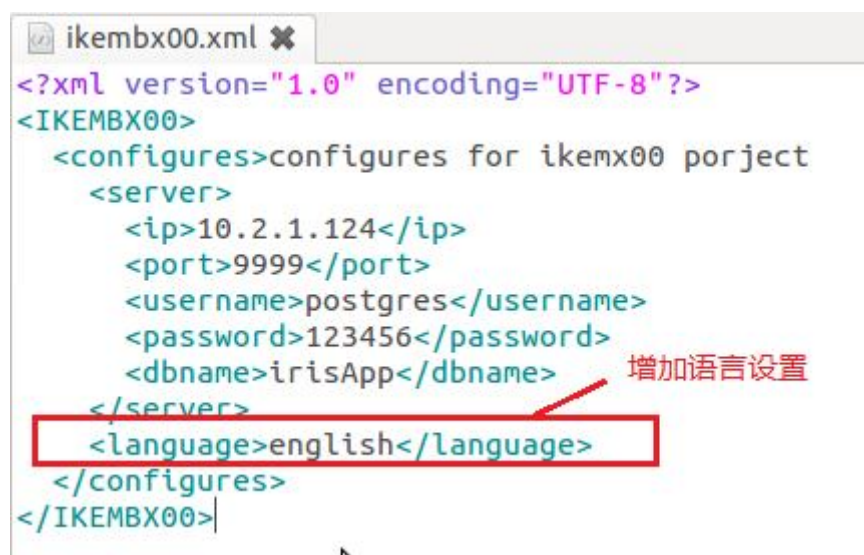 ikembx00.xml
<?xml version="1.0" encoding="UTF-8"?>
<IKEMBX00>
<configures>configures for ikemx00 porject
<server>
<ip>10.2.1.124</ip>
<port>9999</port>
<username>postgres</username>
<password>123456</password>
<dbname>irisApp</dbname>
增加语言设置
</server>
<language>english</language>
</configures>
</IKEMBX00>